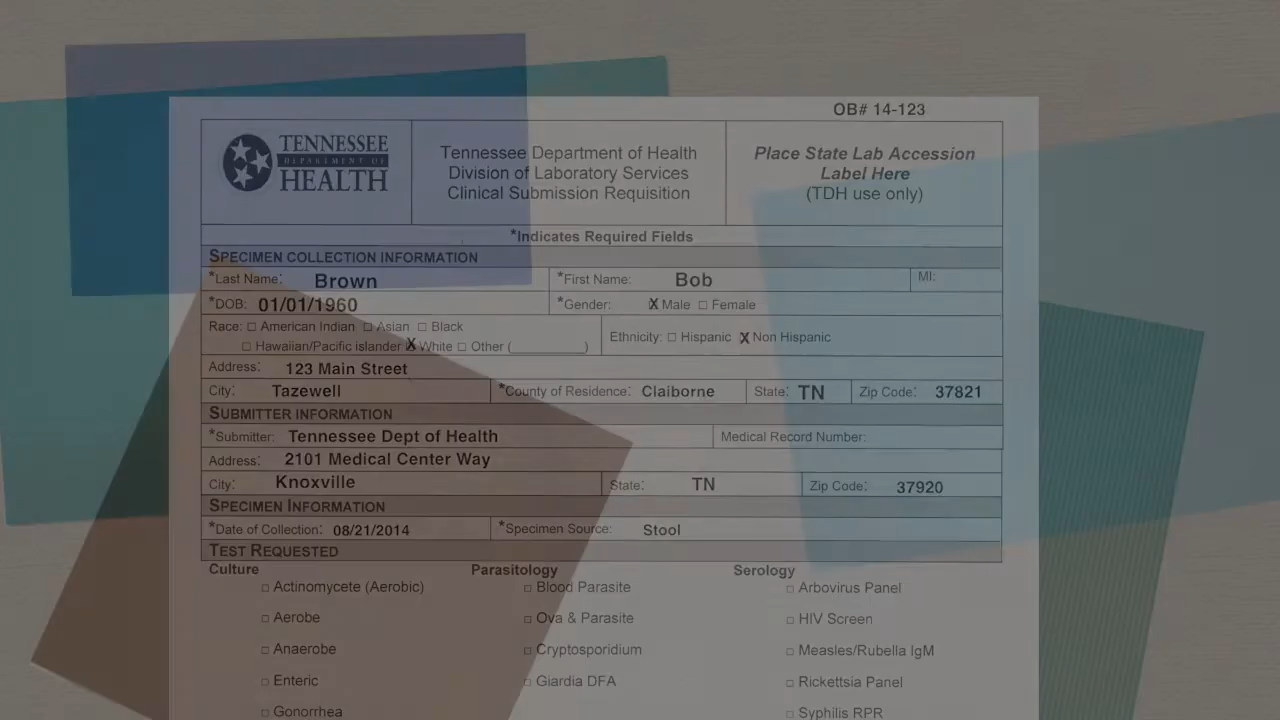 OB# 14-123
TENNESSEE
DEPARTMENT OF
HEALTH
Tennessee Department of Health
Division of Laboratory Services
Clinical Submission Requisition
Place State Lab Accession
Label Here
(TDH use only)
*Indicates Required Fields
SPECIMEN COLLECTION INFORMATION
*Last Name: Brown *First Name: Bob MI:
*DOB: 01/01/1960 *Gender: X Male □ Female
Race: □ American Indian □ Asian □ Black
□ Hawaiian/Pacific islander X White □ Other (__________)
Ethnicity: □ Hispanic X Non Hispanic
Address: 123 Main Street
City: Tazewell *County of Residence: Claiborne State: TN Zip Code: 37821
SUBMITTER INFORMATION
*Submitter: Tennessee Dept of Health Medical Record Number:
Address: 2101 Medical Center Way
City: Knoxville State: TN Zip Code: 37920
SPECIMEN INFORMATION
*Date of Collection: 08/21/2014 *Specimen Source: Stool
TEST REQUESTED
Culture
□ Actinomycete (Aerobic)
□ Aerobe
□ Anaerobe
□ Enteric
□ Gonorrhea
Parasitology
□ Blood Parasite
□ Ova & Parasite
□ Cryptosporidium
□ Giardia DFA
Serology
□ Arbovirus Panel
□ HIV Screen
□ Measles/Rubella IgM
□ Rickettsia Panel
□ Syphilis RPR